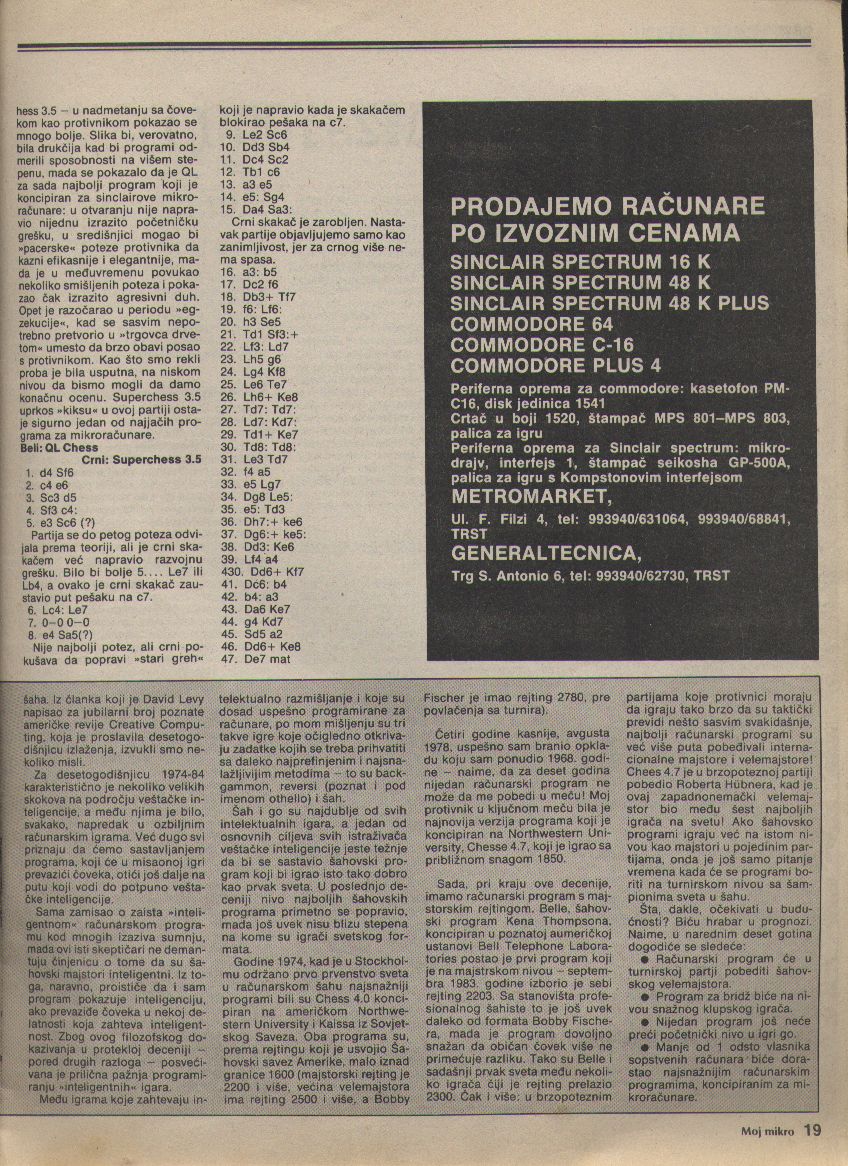 hess 3.5 – u nadmetanju sa čove-
kom kao protivnikom pokazao se
mnogo bolje. Slika bi, verovatno,
bila drukčija kad bi programi od-
merili sposobnosti na višem ste-
penu, mada se pokazalo da je QL
za sada najbolji program koji je
koncipiran za sinclairove mikro-
računare: u otvaranju nije napra-
vio nijednu izrazito početničku
grešku, u središnjici mogao bi
»pacerske« poteze protivnika da
kazni efikasnije i elegantnije, ma-
da je u međuvremenu povukao
nekoliko smišljenih poteza i poka-
zao čak izrazito agresivni duh.
Opet je razočarao u periodu »eg-
zekucije«, kad se sasvim nepo-
trebno pretvorio u »trgovca drve-
tom« umesto da brzo obavi posao
s protivnikom. Kao što smo rekli
proba je bila usputna, na niskom
nivou da bismo mogli da damo
konačnu ocenu. Superchess 3.5
uprkos »kiksu« u ovoj partiji osta-
je sigurno jedan od najjačih pro-
grama za mikroračunare.
Beli: QL Chess
Crni: Superchess 3.5
1. d4 Sf6
2. c4 e6
3. Sc3 d5
4. Sf3 c4:
5. e3 Sc6 (?)
Partija se do petog poteza odvi-
jala prema teoriji, ali je crni ska-
kačem već napravio razvojnu
grešku. Bilo bi bolje 5.... Le7 ili
Lb4, a ovako je crni skakač zau-
stavio put pešaku na c7.
6. Lc4: Le7
7. 0–0 0–0
8. e4 Sa5(?)
Nije najbolji potez, ali crni po-
kušava da popravi »stari greh«
koji je napravio kada je skakačem
blokirao pešaka na c7.
9. Le2 Sc6
10. Dd3 Sb4
11. Dc4 Sc2
12. Tb1 c6
13. a3 e5
14. e5: Sg4
15. Da4 Sa3:
Crni skakač je zarobljen. Nasta-
vak partije objavljujemo samo kao
zanimljivost, jer za crnog više ne-
ma spasa.
16. a3: b5
17. Dc2 f6
18. Db3+ Tf7
19. f6: Lf6:
20. h3 Se5
21. Td1 Sf3:+
22. Lf3: Ld7
23. Lh5 g6
24. Lg4 Kf8
25. Le6 Te7
26. Lh6+ Ke8
27. Td7: Td7:
28. Ld7: Kd7:
29. Td1+ Ke7
30. Td8: Td8:
31. Le3 Td7
32. f4 a5
33. e5 Lg7
34. Dg8 Le5:
35. e5: Td3
36. Dh7:+ ke6
37. Dg6:+ ke5:
38. Dd3: Ke6
39. Lf4 a4
430. Dd6+ Kf7
41. Dc6: b4
42. b4: a3
43. Da6 Ke7
44. g4 Kd7
45. Sd5 a2
46. Dd6+ Ke8
47. De7 mat
PRODAJEMO RAČUNARE
PO IZVOZNIM CENAMA
SINCLAIR SPECTRUM 16 K
SINCLAIR SPECTRUM 48 K
SINCLAIR SPECTRUM 48 K PLUS
COMMODORE 64
COMMODORE C-16
COMMODORE PLUS 4
Periferna oprema za commodore: kasetofon PM-
C16, disk jedinica 1541
Crtač u boji 1520, štampač MPS 801–MPS 803,
palica za igru
Periferna oprema za Sinclair spectrum: mikro-
drajv, interfejs 1, štampač seikosha GP-500A,
palica za igru s Kompstonovim interfejsom
METROMARKET,
Ul. F. Filzi 4, tel: 993940/631064, 993940/68841,
TRST
GENERALTECNICA,
Trg S. Antonio 6, tel: 993940/62730, TRST
šaha. Iz članka koji je David Levy
napisao za jubilarni broj poznate
američke revije Creative Compu-
ting, koja je proslavila desetogo-
dišnjicu izlaženja, izvukli smo ne-
koliko misli.
Za desetogodišnjicu 1974-84
karakteristično je nekoliko velikih
skokova na području veštačke in-
teligencije, a među njima je bilo,
svakako, napredak u ozbiljnim
računarskim igrama. Već dugo svi
priznaju da ćemo sastavljanjem
programa, koji će u misaonoj igri
prevazići čoveka, otići još dalje na
putu koji vodi do potpuno vešta-
čke inteligencije.
Sama zamisao o zaista »inteli-
gentnom« računarskom progra-
mu kod mnogih izaziva sumnju,
mada ovi isti skeptičari ne deman-
tuju činjenicu o tome da su ša-
hovski majstori inteligentni. Iz to-
ga, naravno, proističe da i sam
program pokazuje inteligenciju,
ako prevaziđe čoveka u nekoj de-
latnosti koja zahteva inteligent-
nost. Zbog ovog filozofskog do-
kazivanja u protekloj deceniji –
pored drugih razloga – posveći-
vana je prilična pažnja programi-
ranju »inteligentnih« igara.
Među igrama koje zahtevaju in-
telektualno razmišljanje i koje su
dosad uspešno programirane za
računare, po mom mišljenju su tri
takve igre koje očigledno otkriva-
ju zadatke kojih se treba prihvatiti
sa daleko najprefinjenim i najsna-
lažljivijim metodima – to su back-
gammon, reversi (poznat i pod
imenom othello) i šah.
Šah i go su najdublje od svih
intelektualnih igara, a jedan od
osnovnih ciljeva svih istraživača
veštačke inteligencije jeste težnje
da bi se sastavio šahovski pro-
gram koji bi igrao isto tako dobro
kao prvak sveta. U poslednjo de-
ceniji nivo najboljih šahovskih
programa primetno se popravio,
mada još uvek nisu blizu stepena
na kome su igrači svetskog for-
mata.
Godine 1974, kad je u Stockhol-
mu održano prvo prvenstvo sveta
u računarskom šahu najsnažniji
programi bili su Chess 4.0 konci-
piran na američkom Northwe-
stern University i Kaissa iz Sovjet-
skog Saveza. Oba programa su,
prema rejtingu koji je usvojio Ša-
hovski savez Amerike, malo iznad
granice 1600 (majstorski rejting je
2200 i više, većina velemajstora
ima rejting 2500 i više, a Bobby
Fischer je imao rejting 2780, pre
povlačenja sa turnira).
Četiri godine kasnije, avgusta
1978, uspešno sam branio opkla-
du koju sam ponudio 1968. godi-
ne – naime, da za deset godina
nijedan računarski program ne
može da me pobedi u meču! Moj
protivnik u ključnom meču bila je
najnovija verzija programa koji je
koncipiran na Northwestern Uni-
versity, Chesse 4.7, koji je igrao sa
približnom snagom 1850.
Sada, pri kraju ove decenije,
imamo računarski program s maj-
storskim rejtingom. Belle, šahov-
ski program Kena Thompsona,
koncipiran u poznatoj aumeričkoj
ustanovi Bell Telephone Labora-
tories postao je prvi program koji
je na majstrskom nivou – septem-
bra 1983. godine izborio je sebi
rejting 2203. Sa stanovišta profe-
sionalnog šahiste to je još uvek
daleko od formata Bobby Fische-
ra, mada je program dovoljno
snažan da običan čovek više ne
primećuje razliku. Tako su Belle i
sadašnji prvak sveta među nekoli-
ko igrača čiji je rejting prelazio
2300. Čak i više: u brzopoteznim
partijama koje protivnici moraju
da igraju tako brzo da su taktički
previdi nešto sasvim svakidašnje,
najbolji računarski programi su
već više puta pobeđivali interna-
cionalne majstore i velemajstore!
Chees 4.7 je u brzopoteznoj partiji
pobedio Roberta Hübnera, kad je
ovaj zapadnonemački velemaj-
stor bio među šest najboljih
igrača na svetu! Ako šahovsko
programi igraju već na istom ni-
vou kao majstori u pojedinim par-
tijama, onda je još samo pitanje
vremena kada će se programi bo-
riti na turnirskom nivou sa šam-
pionima sveta u šahu.
Šta, dakle, očekivati u budu-
ćnosti? Biću hrabar u prognozi.
Naime, u narednim deset gotina
dogodiće se sledeće:
● Računarski program će u
turnirskoj partji pobediti šahov-
skog velemajstora.
● Program za bridž biće na ni-
vou snažnog klupskog igrača.
● Nijedan program još neće
preći početnički nivo u igri go.
● Manje od 1 odsto vlasnika
sopstvenih računara biće dora-
stao najsnažnijim računarskim
programima, koncipiranim za mi-
kroračunare.
Moj mikro 19